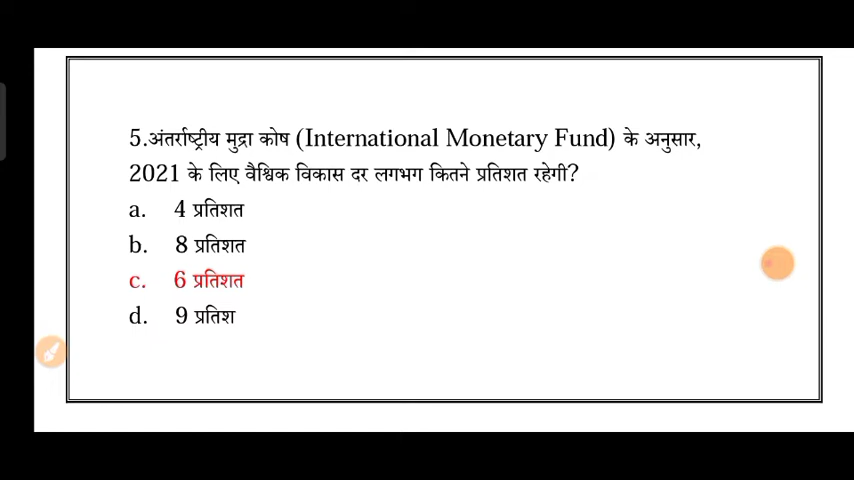 5.अंतर्राष्ट्रीय मुद्रा कोष (International Monetary Fund) के अनुसार,
2021 के लिए वैश्विक विकास दर लगभग कितने प्रतिशत रहेगी?
a. 4 प्रतिशत
b. 8 प्रतिशत
c. 6 प्रतिशत
d. 9 प्रतिश